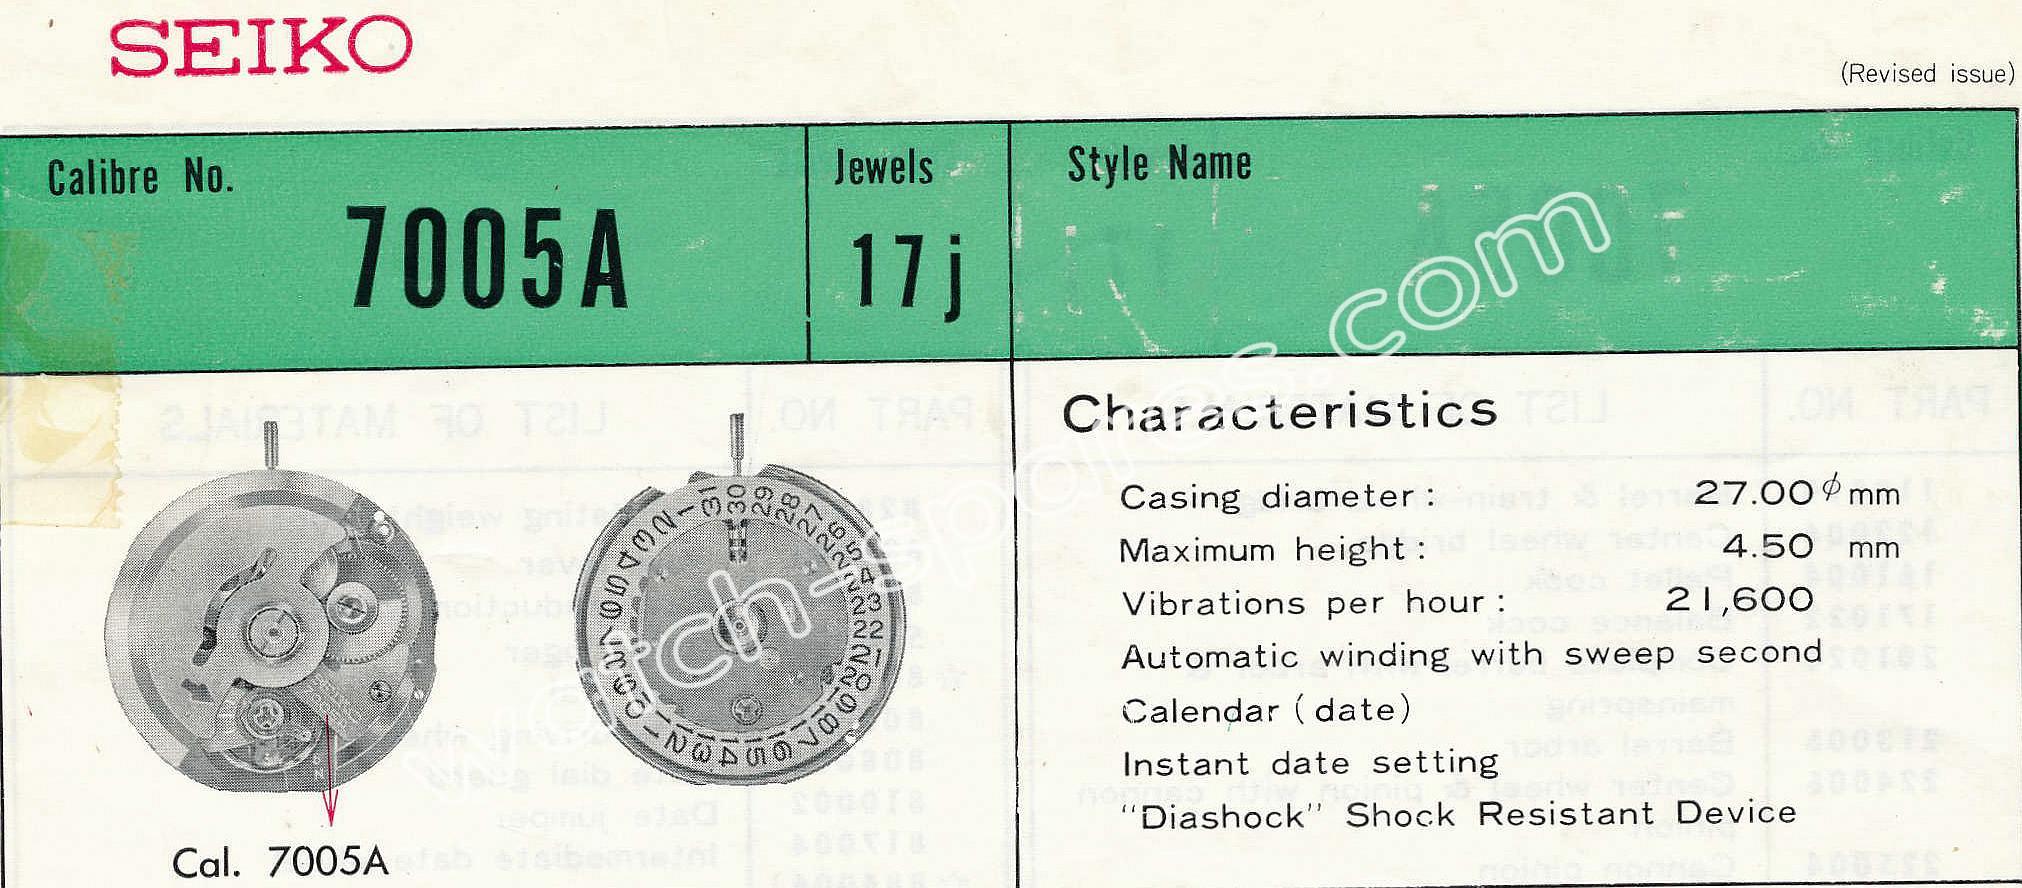 SEIKO
(Revised issue)
Calibre No.
7005A
Jewels
17j
Style Name
Characteristics
Casing diameter : 27.00 φ mm
Maximum height : 4.50 mm
Vibrations per hour : 21,600
Automatic winding with sweep second
Calendar (date)
Instant date setting
"Diashock" Shock Resistant Device
Cal. 7005A
watch-spares.com